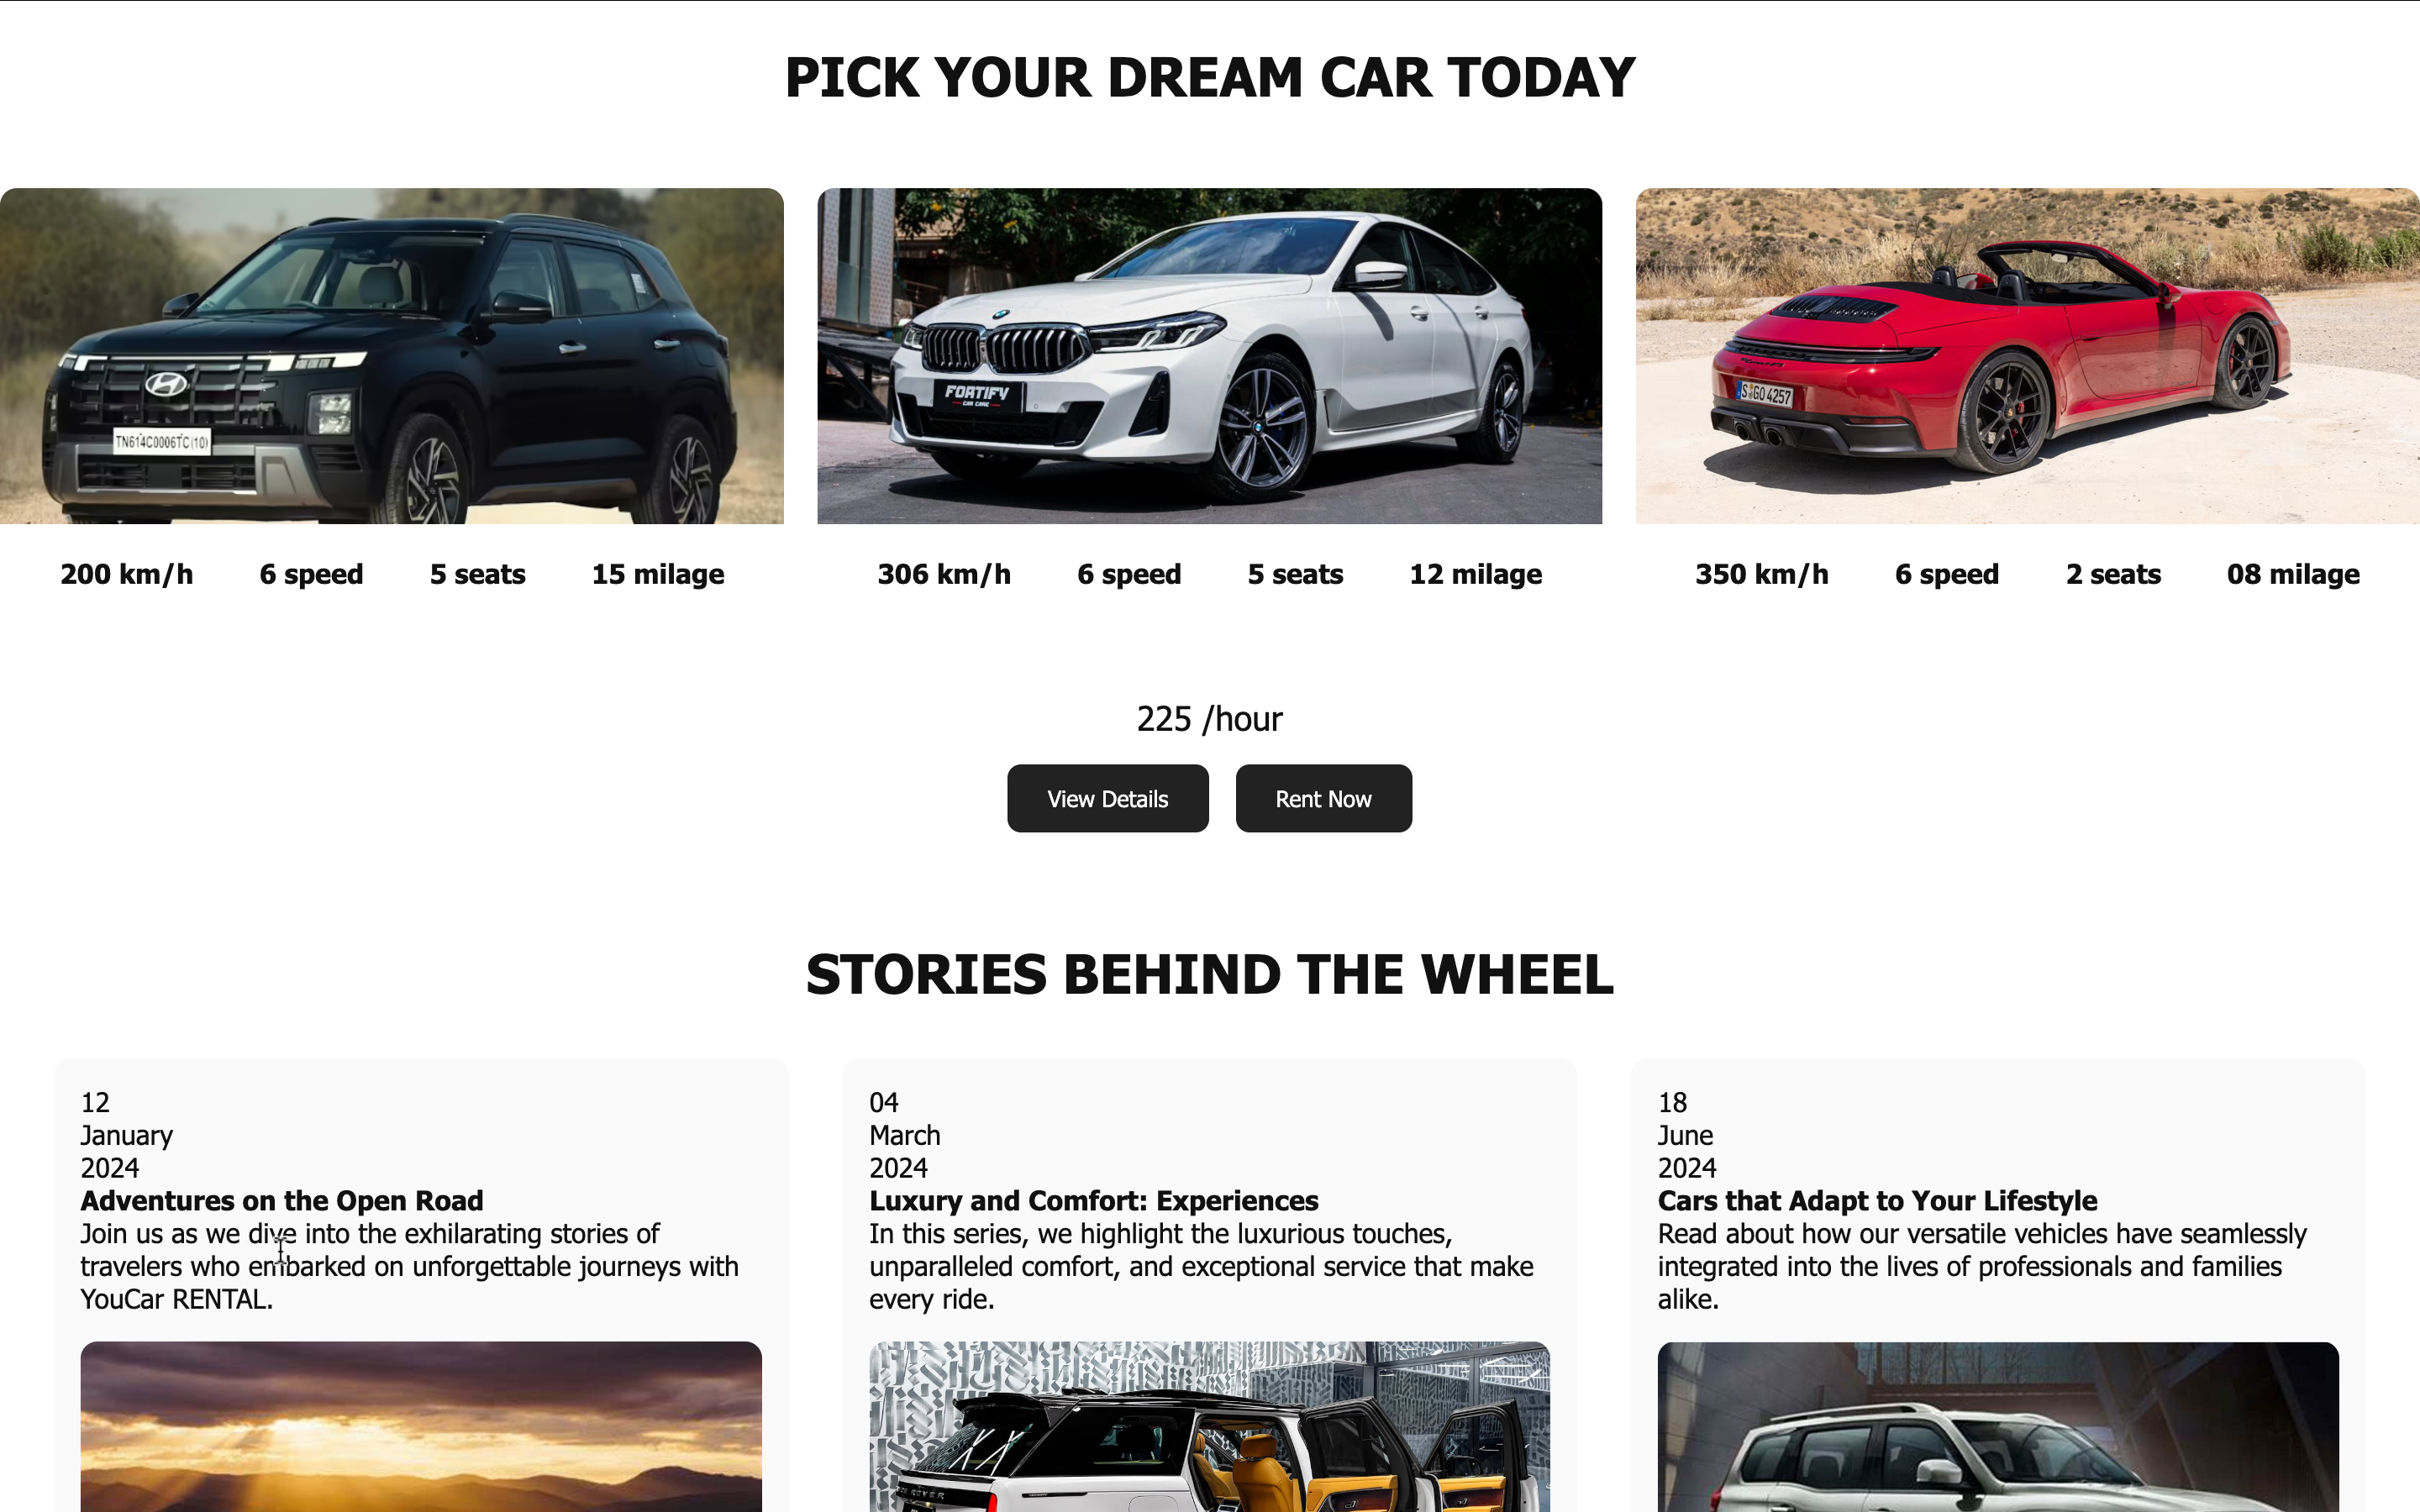 PICK YOUR DREAM CAR TODAY
TN614C0006TC(10)
FORTIFY
CAR CARE
S GO 4257
200 km/h 6 speed 5 seats 15 milage
306 km/h 6 speed 5 seats 12 milage
350 km/h 6 speed 2 seats 08 milage
225 /hour
View Details Rent Now
STORIES BEHIND THE WHEEL
12
January
2024
Adventures on the Open Road
Join us as we dive into the exhilarating stories of
travelers who embarked on unforgettable journeys with
YouCar RENTAL.
04
March
2024
Luxury and Comfort: Experiences
In this series, we highlight the luxurious touches,
unparalleled comfort, and exceptional service that make
every ride.
18
June
2024
Cars that Adapt to Your Lifestyle
Read about how our versatile vehicles have seamlessly
integrated into the lives of professionals and families
alike.
ROVER